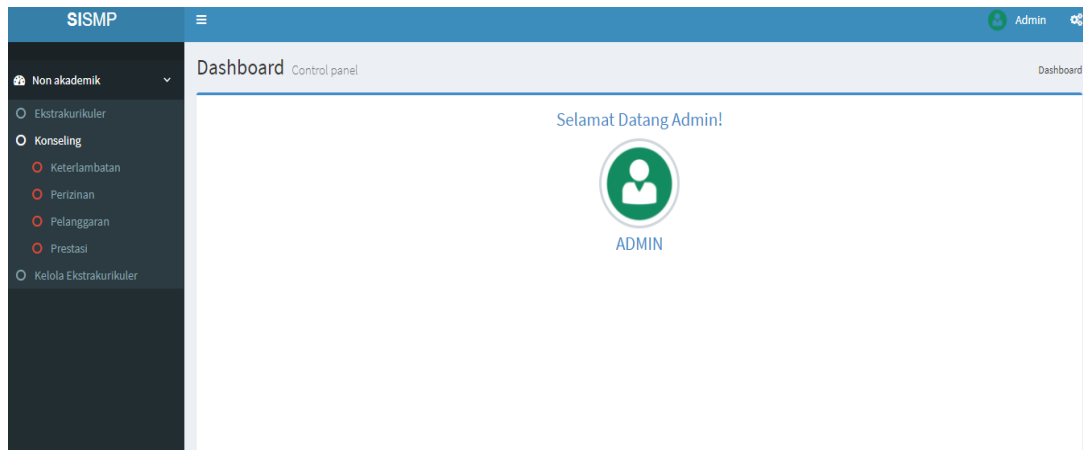 SISMP
Admin
Non akademik
Ekstrakurikuler
Konseling
Keterlambatan
Perizinan
Pelanggaran
Prestasi
Kelola Ekstrakurikuler
Dashboard Control panel
Dashboard
Selamat Datang Admin!
ADMIN